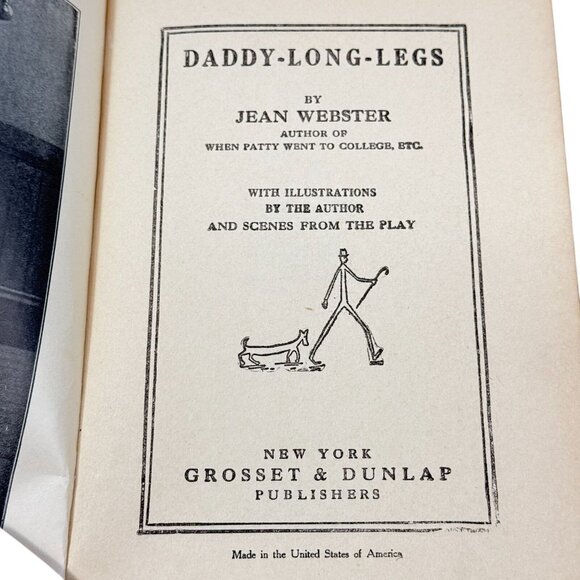 DADDY-LONG-LEGS
BY
JEAN WEBSTER
AUTHOR OF
WHEN PATTY WENT TO COLLEGE, ETC.
WITH ILLUSTRATIONS
BY THE AUTHOR
AND SCENES FROM THE PLAY
NEW YORK
GROSSET & DUNLAP
PUBLISHERS
Made in the United States of America